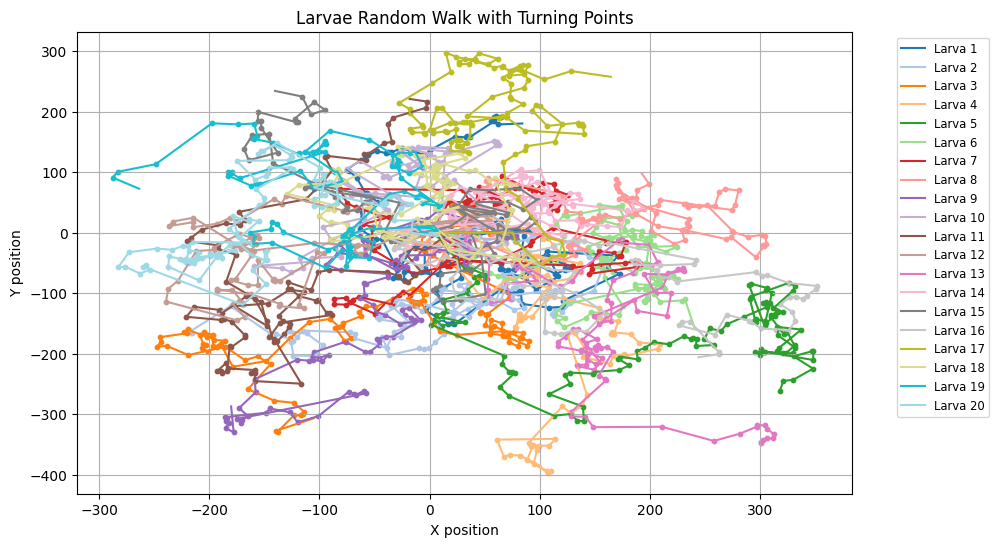 Larvae Random Walk with Turning Points
300
200
100
0
−100
−200
−300
−400
Y position
−300
−200
−100
0
100
200
300
X position
Larva 1
Larva 2
Larva 3
Larva 4
Larva 5
Larva 6
Larva 7
Larva 8
Larva 9
Larva 10
Larva 11
Larva 12
Larva 13
Larva 14
Larva 15
Larva 16
Larva 17
Larva 18
Larva 19
Larva 20